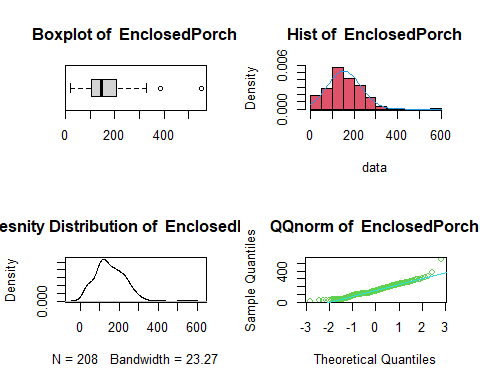 Boxplot of EnclosedPorch
0 200 400
Hist of EnclosedPorch
Density
0.000 0.006
0 200 400 600
data
esnity Distribution of Enclosedl
Density
0.000
0 200 400 600
N = 208 Bandwidth = 23.27
QQnorm of EnclosedPorch
Sample Quantiles
0 400
-3 -2 -1 0 1 2 3
Theoretical Quantiles